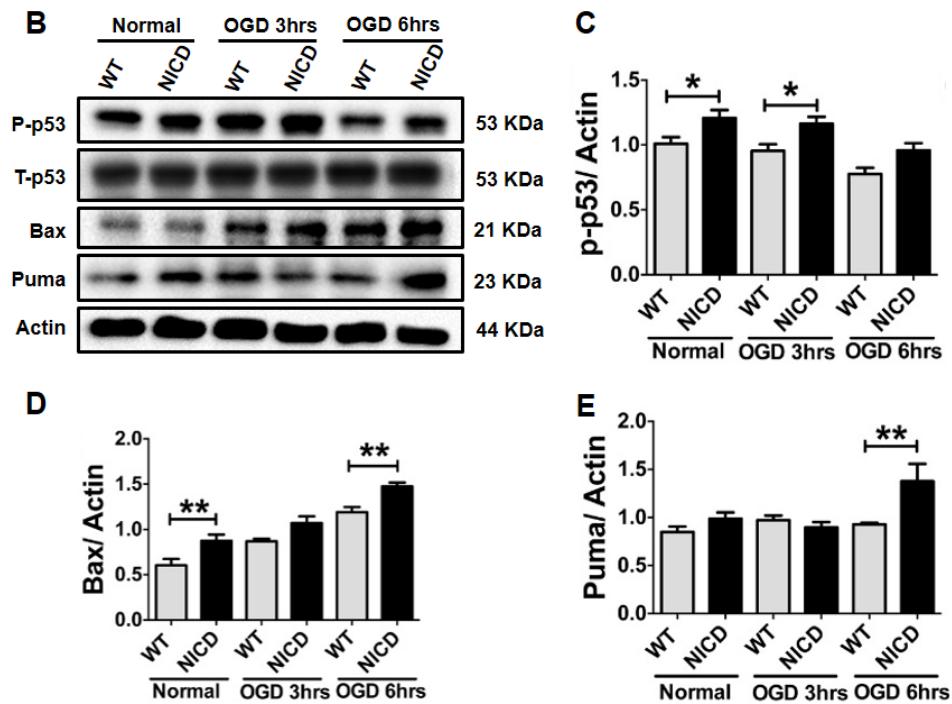 B
Normal OGD 3hrs OGD 6hrs
WT NICD WT NICD WT NICD
P-p53 53 KDa
T-p53 53 KDa
Bax 21 KDa
Puma 23 KDa
Actin 44 KDa
C
p-p53/ Actin
1.5
1.0
0.5
0.0
* *
WT NICD WT NICD WT NICD
Normal OGD 3hrs OGD 6hrs
D
Bax/ Actin
2.0
1.5
1.0
0.5
0.0
** **
WT NICD WT NICD WT NICD
Normal OGD 3hrs OGD 6hrs
E
Puma/ Actin
2.0
1.5
1.0
0.5
0.0
**
WT NICD WT NICD WT NICD
Normal OGD 3hrs OGD 6hrs